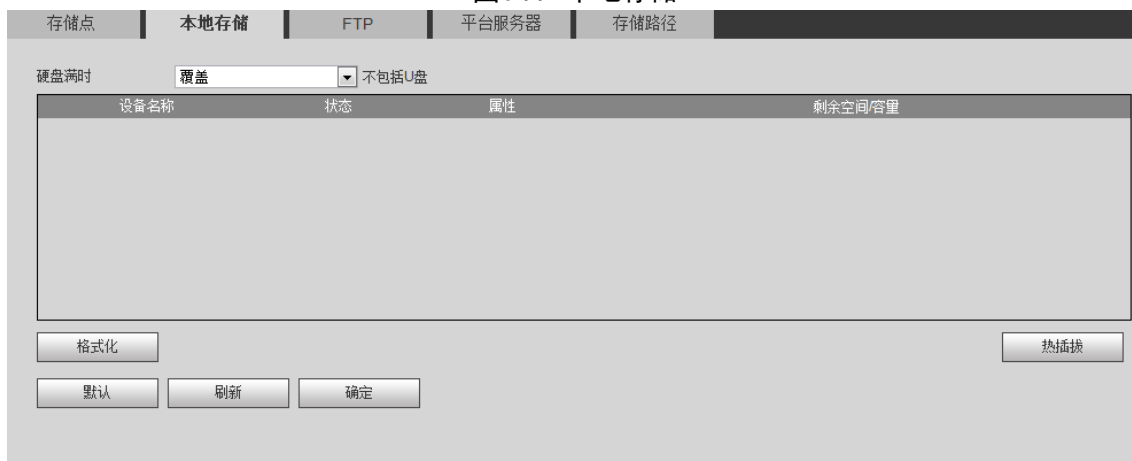 存储点 本地存储 FTP 平台服务器 存储路径
硬盘满时 覆盖 不包括U盘
设备名称 状态 属性 剩余空间/容量
格式化 热插拔
默认 刷新 确定